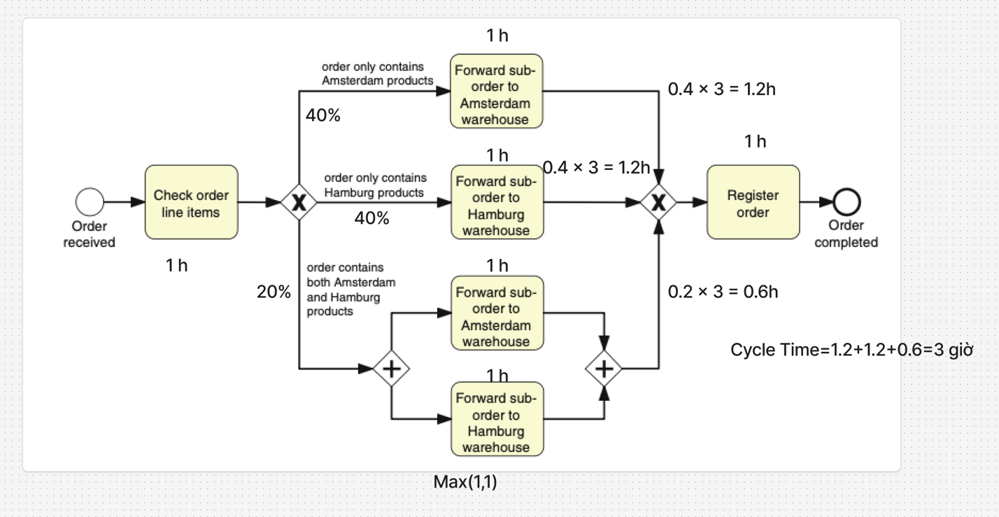 1 h
order only contains
Amsterdam products
Forward sub-
order to
Amsterdam
warehouse
0.4 × 3 = 1.2h
40%
1 h
1 h
order only contains
Hamburg products
0.4 × 3 = 1.2h
Forward sub-
order to
Hamburg
warehouse
Check order
line items
X
X
Register
order
40%
Order
received
Order
completed
1 h
1 h
order contains
both Amsterdam
and Hamburg
products
20%
Forward sub-
order to
Amsterdam
warehouse
0.2 × 3 = 0.6h
Cycle Time=1.2+1.2+0.6=3 giờ
1 h
Forward sub-
order to
Hamburg
warehouse
Max(1,1)